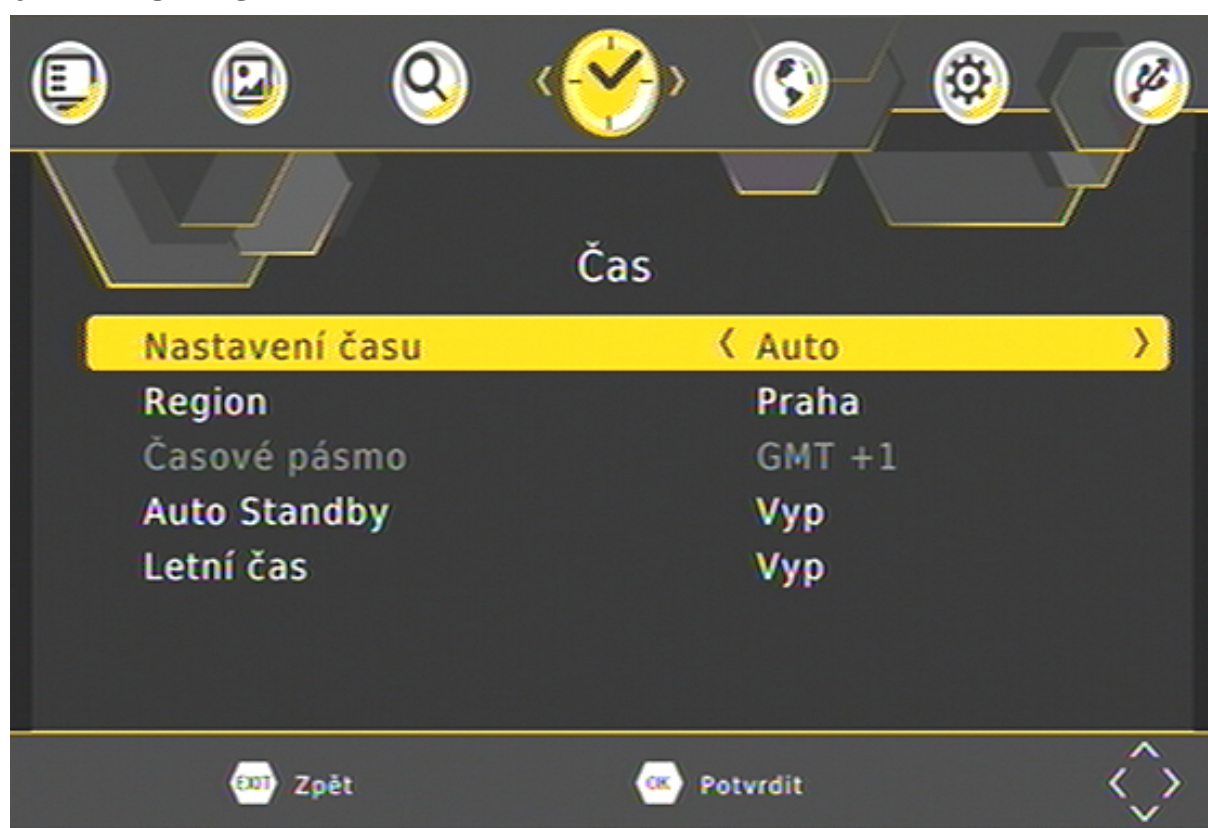 Čas
Nastavení času Auto
Region Praha
Časové pásmo GMT +1
Auto Standby Vyp
Letní čas Vyp
EXIT Zpět OK Potvrdit